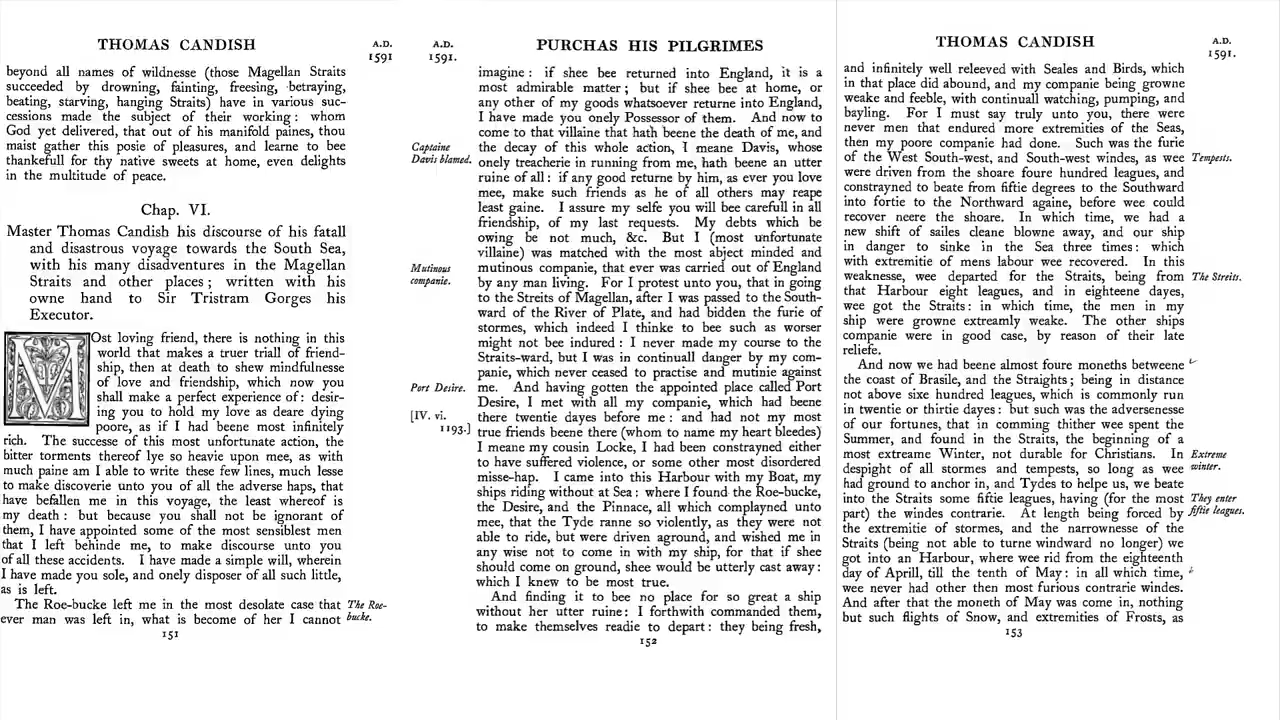 THOMAS CANDISH
A.D.
1591
beyond all names of wildnesse (those Magellan Straits
succeeded by drowning, fainting, freesing, betraying,
beating, starving, hanging Straits) have in various suc-
cessions made the subject of their working: whom
God yet delivered, that out of his manifold paines, thou
maist gather this posie of pleasures, and learne to bee
thankefull for thy native sweets at home, even delights
in the multitude of peace.
Chap. VI.
Master Thomas Candish his discourse of his fatall
and disastrous voyage towards the South Sea,
with his many disadventures in the Magellan
Straits and other places; written with his
owne hand to Sir Tristram Gorges his
Executor.
MOst loving friend, there is nothing in this
world that makes a truer triall of friend-
ship, then at death to shew mindfulnesse
of love and friendship, which now you
shall make a perfect experience of: desir-
ing you to hold my love as deare dying
poore, as if I had beene most infinitely
rich. The successe of this most unfortunate action, the
bitter torments thereof lye so heavie upon mee, as with
much paine am I able to write these few lines, much lesse
to make discoverie unto you of all the adverse haps, that
have befallen me in this voyage, the least whereof is
my death: but because you shall not be ignorant of
them, I have appointed some of the most sensiblest men
that I left behinde me, to make discourse unto you
of all these accidents. I have made a simple will, wherein
I have made you sole, and onely disposer of all such little,
as is left.
The Roe-bucke left me in the most desolate case that
ever man was left in, what is become of her I cannot
The Roe-
bucke.
151
A.D.
1591.
PURCHAS HIS PILGRIMES
imagine: if shee bee returned into England, it is a
most admirable matter; but if shee bee at home, or
any other of my goods whatsoever returne into England,
I have made you onely Possessor of them. And now to
come to that villaine that hath beene the death of me, and
Captaine
Davis blamed.
the decay of this whole action, I meane Davis, whose
onely treacherie in running from me, hath beene an utter
ruine of all: if any good returne by him, as ever you love
mee, make such friends as he of all others may reape
least gaine. I assure my selfe you will bee carefull in all
friendship, of my last requests. My debts which be
owing be not much, &c. But I (most unfortunate
villaine) was matched with the most abject minded and
Mutinous
companie.
mutinous companie, that ever was carried out of England
by any man living. For I protest unto you, that in going
to the Streits of Magellan, after I was passed to the South-
ward of the River of Plate, and had bidden the furie of
stormes, which indeed I thinke to bee such as worser
might not bee indured: I never made my course to the
Straits-ward, but I was in continuall danger by my com-
panie, which never ceased to practise and mutinie against
Port Desire.
me. And having gotten the appointed place called Port
Desire, I met with all my companie, which had beene
[IV. vi.
1193.]
there twentie dayes before me: and had not my most
true friends beene there (whom to name my heart bleedes)
I meane my cousin Locke, I had been constrayned either
to have suffered violence, or some other most disordered
misse-hap. I came into this Harbour with my Boat, my
ships riding without at Sea: where I found the Roe-bucke,
the Desire, and the Pinnace, all which complayned unto
mee, that the Tyde ranne so violently, as they were not
able to ride, but were driven aground, and wished me in
any wise not to come in with my ship, for that if shee
should come on ground, shee would be utterly cast away:
which I knew to be most true.
And finding it to bee no place for so great a ship
without her utter ruine: I forthwith commanded them,
to make themselves readie to depart: they being fresh,
152
THOMAS CANDISH
A.D.
1591.
and infinitely well releeved with Seales and Birds, which
in that place did abound, and my companie being growne
weake and feeble, with continuall watching, pumping, and
bayling. For I must say truly unto you, there were
never men that endured more extremities of the Seas,
then my poore companie had done. Such was the furie
of the West South-west, and South-west windes, as wee
Tempests.
were driven from the shoare foure hundred leagues, and
constrayned to beate from fiftie degrees to the Southward
into fortie to the Northward againe, before wee could
recover neere the shoare. In which time, we had a
new shift of sailes cleane blowne away, and our ship
in danger to sinke in the Sea three times: which
with extremitie of mens labour wee recovered. In this
weaknesse, wee departed for the Straits, being from
The Streits.
that Harbour eight leagues, and in eighteene dayes,
wee got the Straits: in which time, the men in my
ship were growne extreamly weake. The other ships
companie were in good case, by reason of their late
reliefe.
And now we had beene almost foure moneths betweene
the coast of Brasile, and the Straights; being in distance
not above sixe hundred leagues, which is commonly run
in twentie or thirtie dayes: but such was the adversenesse
of our fortunes, that in comming thither wee spent the
Summer, and found in the Straits, the beginning of a
most extreame Winter, not durable for Christians. In
Extreme
winter.
despight of all stormes and tempests, so long as wee
had ground to anchor in, and Tydes to helpe us, we beate
into the Straits some fiftie leagues, having (for the most
They enter
fiftie leagues.
part) the windes contrarie. At length being forced by
the extremitie of stormes, and the narrownesse of the
Straits (being not able to turne windward no longer) we
got into an Harbour, where wee rid from the eighteenth
day of Aprill, till the tenth of May: in all which time,
wee never had other then most furious contrarie windes.
And after that the moneth of May was come in, nothing
but such flights of Snow, and extremities of Frosts, as
153